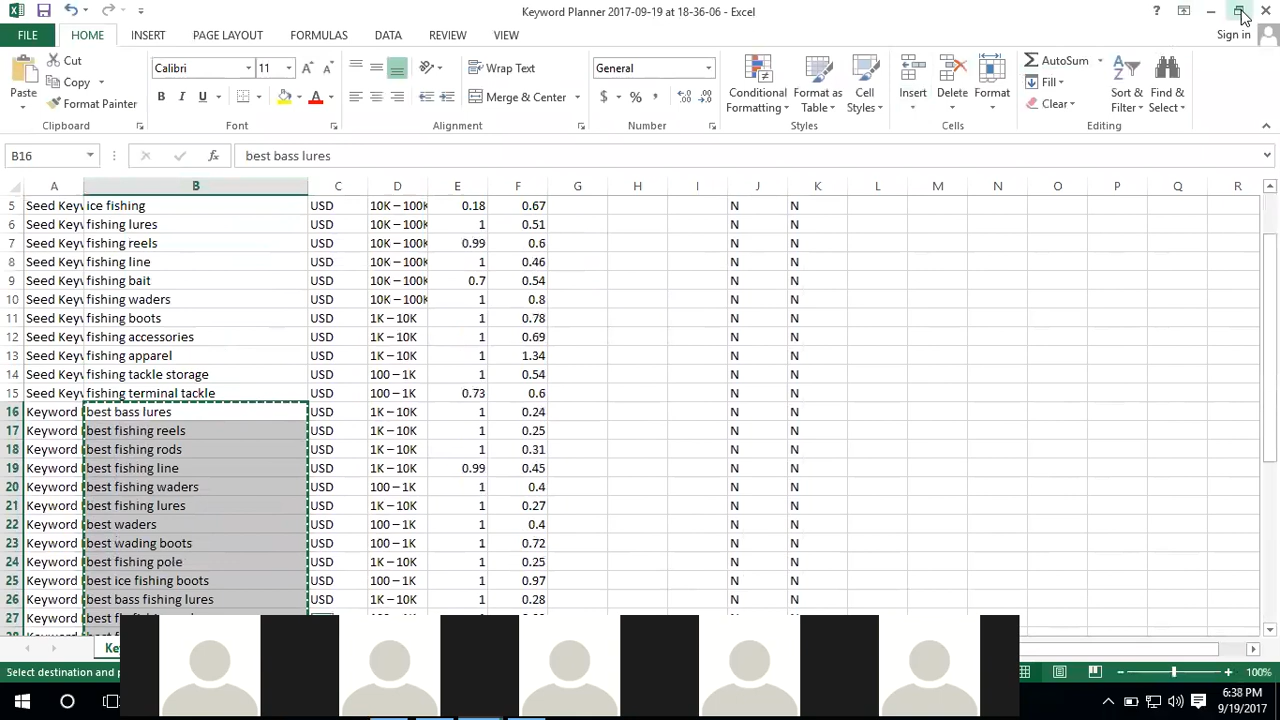 Keyword Planner 2017-09-19 at 18-36-06 - Excel
FILE HOME INSERT PAGE LAYOUT FORMULAS DATA REVIEW VIEW Sign in
Paste
Cut
Copy
Format Painter
Calibri 11
B I U
Wrap Text
Merge & Center
General
$ % ,
Conditional Formatting
Format as Table
Cell Styles
Insert
Delete
Format
AutoSum
Fill
Clear
Sort & Filter
Find & Select
Clipboard Font Alignment Number Styles Cells Editing
B16 best bass lures
A B C D E F G H I J K L M N O P Q R
5 Seed Keyw ice fishing USD 10K – 100K 0.18 0.67 N N
6 Seed Keyw fishing lures USD 10K – 100K 1 0.51 N N
7 Seed Keyw fishing reels USD 10K – 100K 0.99 0.6 N N
8 Seed Keyw fishing line USD 10K – 100K 1 0.46 N N
9 Seed Keyw fishing bait USD 10K – 100K 0.7 0.54 N N
10 Seed Keyw fishing waders USD 10K – 100K 1 0.8 N N
11 Seed Keyw fishing boots USD 1K – 10K 1 0.78 N N
12 Seed Keyw fishing accessories USD 1K – 10K 1 0.69 N N
13 Seed Keyw fishing apparel USD 1K – 10K 1 1.34 N N
14 Seed Keyw fishing tackle storage USD 100 – 1K 1 0.54 N N
15 Seed Keyw fishing terminal tackle USD 100 – 1K 0.73 0.6 N N
16 Keyword best bass lures USD 1K – 10K 1 0.24 N N
17 Keyword best fishing reels USD 1K – 10K 1 0.25 N N
18 Keyword best fishing rods USD 1K – 10K 1 0.31 N N
19 Keyword best fishing line USD 1K – 10K 0.99 0.45 N N
20 Keyword best fishing waders USD 100 – 1K 1 0.4 N N
21 Keyword best fishing lures USD 1K – 10K 1 0.27 N N
22 Keyword best waders USD 100 – 1K 1 0.4 N N
23 Keyword best wading boots USD 100 – 1K 1 0.72 N N
24 Keyword best fishing pole USD 1K – 10K 1 0.25 N N
25 Keyword best ice fishing boots USD 100 – 1K 1 0.97 N N
26 Keyword best bass fishing lures USD 1K – 10K 1 0.28 N N
27 Keyword best
Select destination and
100%
6:38 PM
9/19/2017